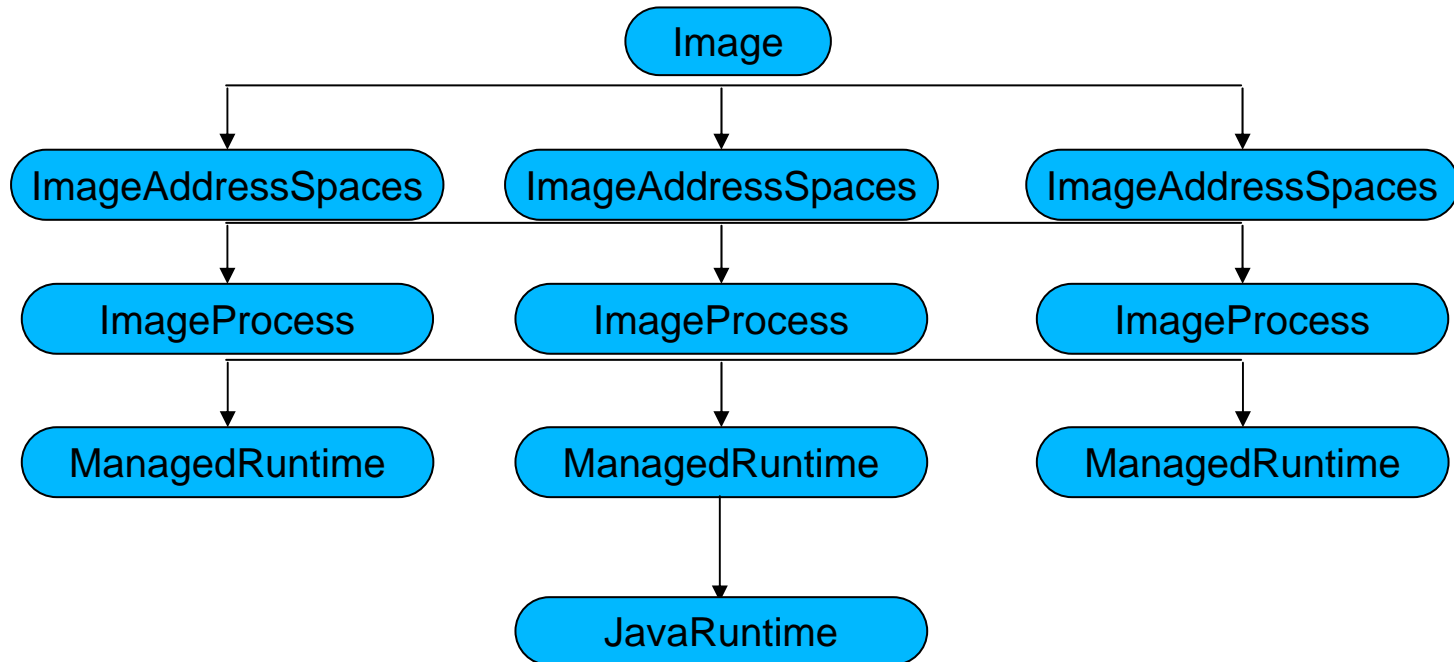 Image
ImageAddressSpaces
ImageAddressSpaces
ImageAddressSpaces
ImageProcess
ImageProcess
ImageProcess
ManagedRuntime
ManagedRuntime
ManagedRuntime
JavaRuntime